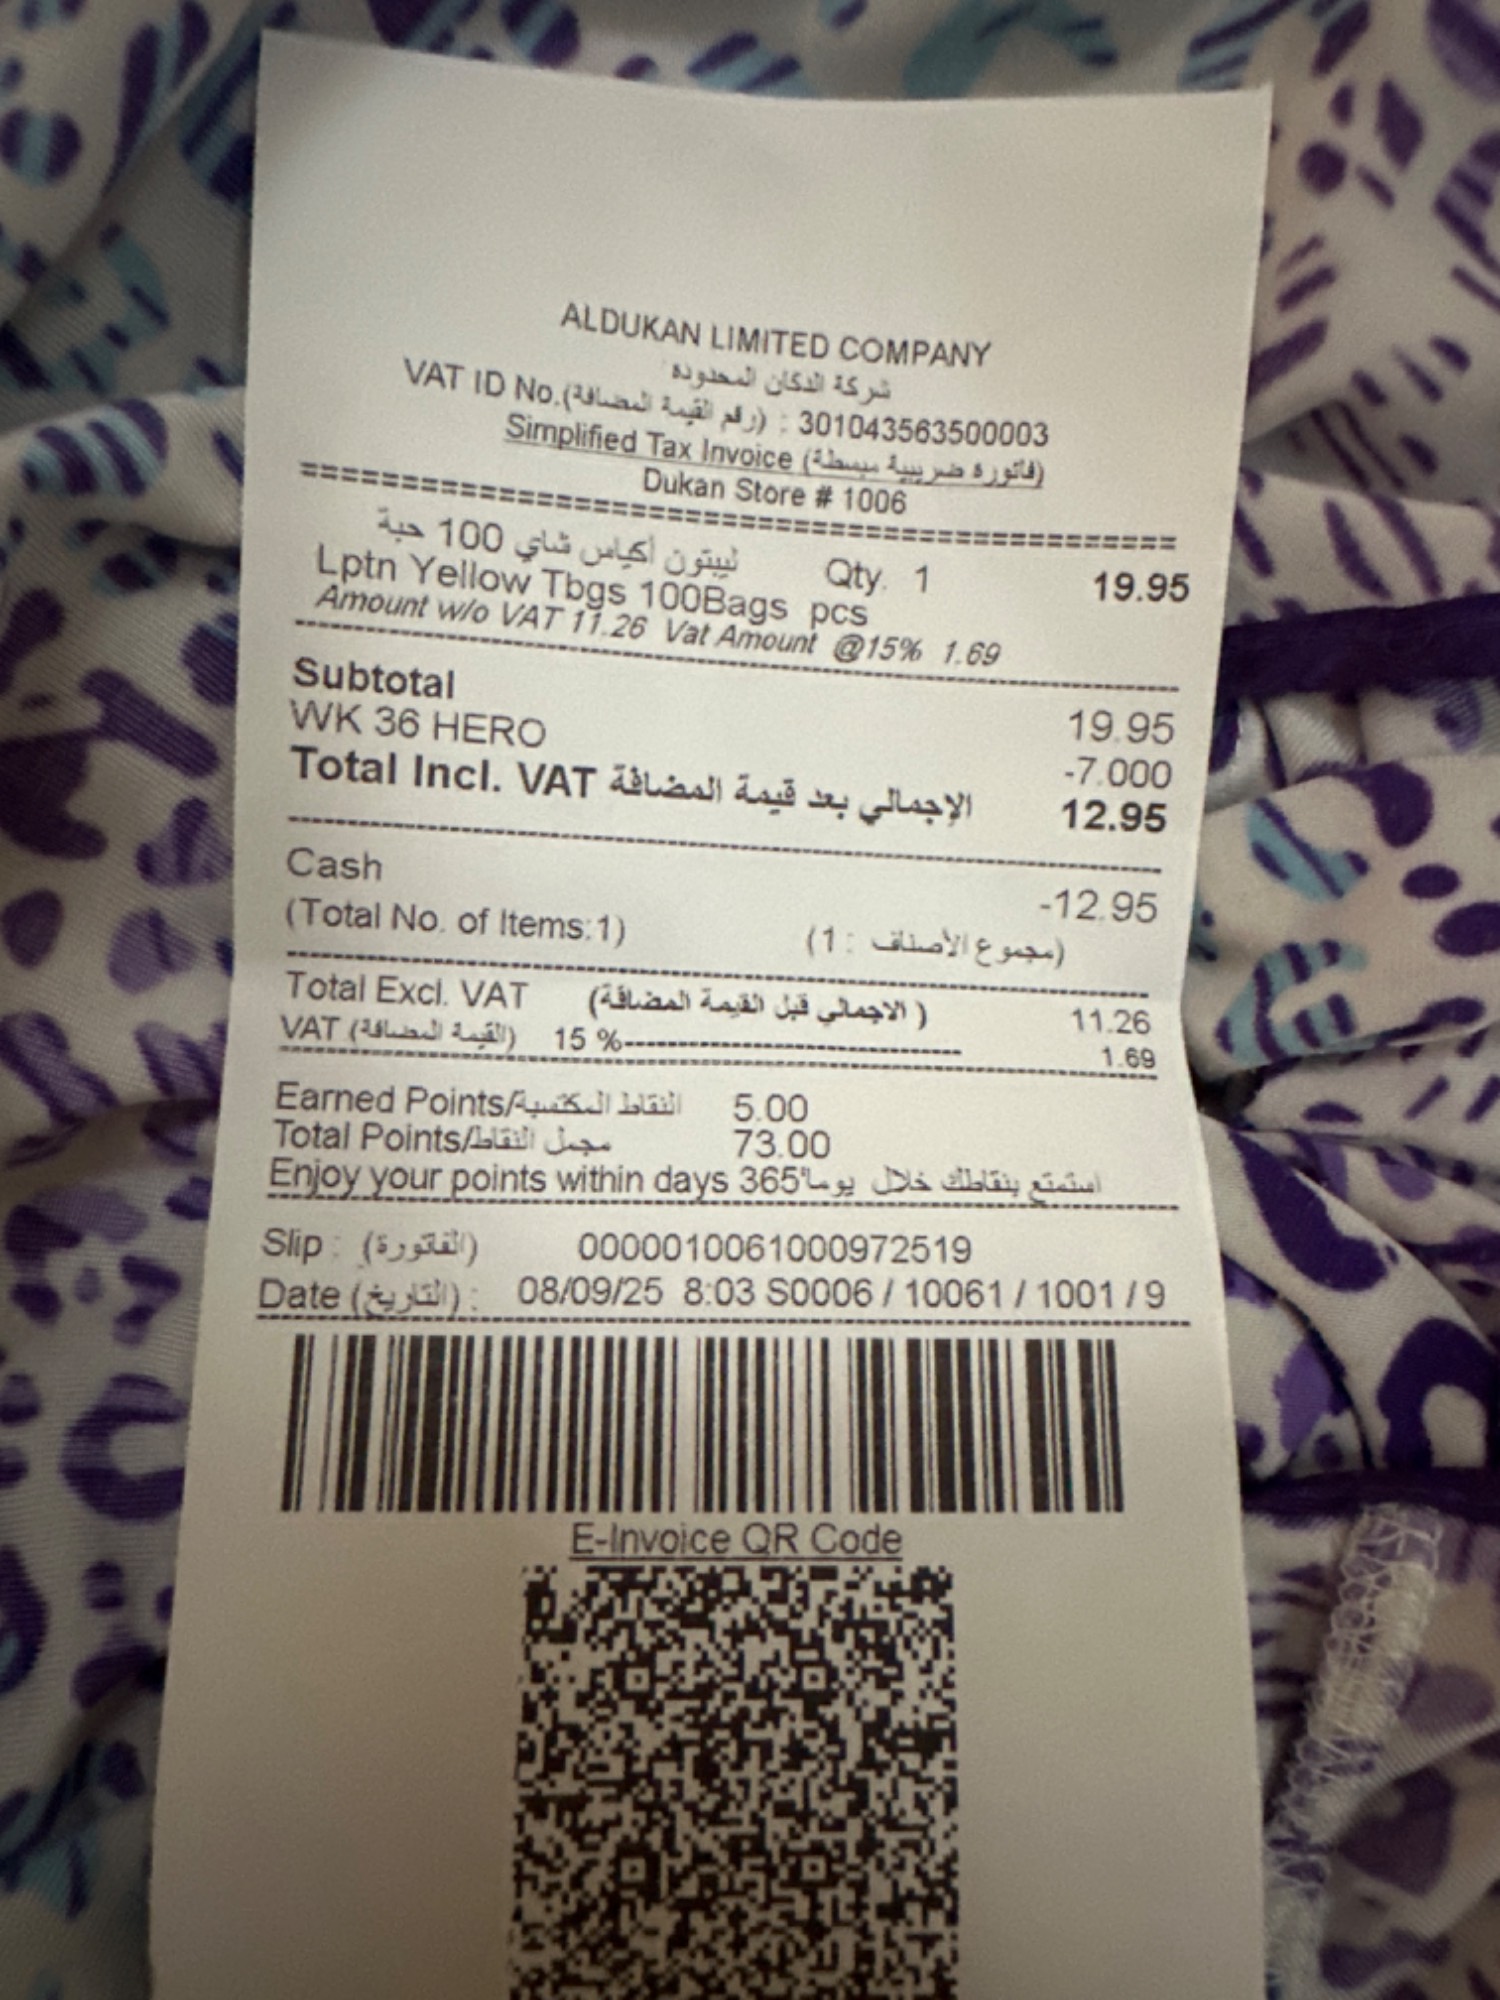 ALDUKAN LIMITED COMPANY
شركة الدكان المحدوده
VAT ID No.(رقم القيمة المضافة) : 301043563500003
Simplified Tax Invoice (فاتورة ضريبية مبسطة)
Dukan Store # 1006
================================================
ليبتون أكياس شاي 100 حبة Qty. 1 19.95
Lptn Yellow Tbgs 100Bags pcs
Amount w/o VAT 11.26 Vat Amount @15% 1.69
Subtotal 19.95
WK 36 HERO -7.000
Total Incl. VAT الإجمالي بعد قيمة المضافة 12.95
Cash -12.95
(Total No. of Items:1) (مجموع الأصناف : 1)
Total Excl. VAT (الاجمالي قبل القيمة المضافة ) 11.26
VAT (القيمة المضافة) 15 %------------------------------ 1.69
Earned Points/النقاط المكتسبة 5.00
Total Points/مجمل النقاط 73.00
Enjoy your points within days 365استمتع بنقاطك خلال يوما"
Slip : (الفاتورة) 0000010061000972519
Date (التاريخ) : 08/09/25 8:03 S0006 / 10061 / 1001 / 9
E-Invoice QR Code